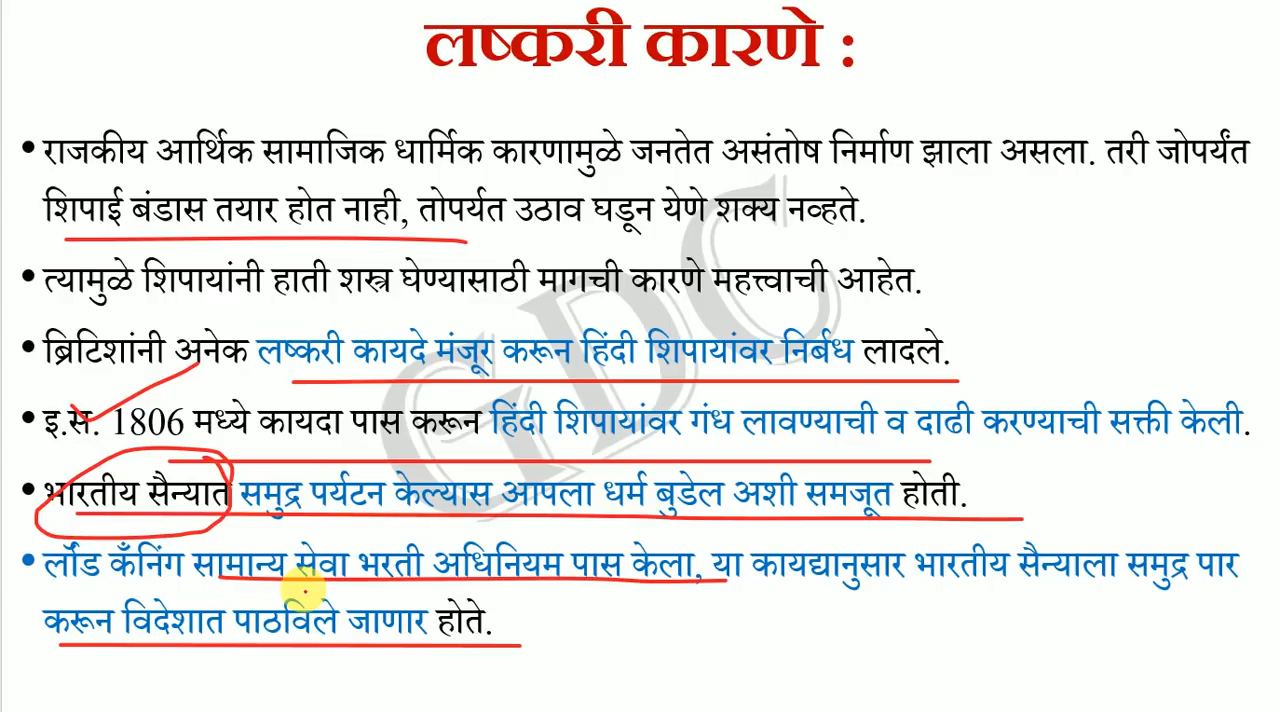 लष्करी कारणे :
• राजकीय आर्थिक सामाजिक धार्मिक कारणामुळे जनतेत असंतोष निर्माण झाला असला. तरी जोपर्यंत
शिपाई बंडास तयार होत नाही, तोपर्यत उठाव घडून येणे शक्य नव्हते.
• त्यामुळे शिपायांनी हाती शस्त्र घेण्यासाठी मागची कारणे महत्त्वाची आहेत.
• ब्रिटिशांनी अनेक लष्करी कायदे मंजूर करून हिंदी शिपायांवर निर्बध लादले.
• इ.स. 1806 मध्ये कायदा पास करून हिंदी शिपायांवर गंध लावण्याची व दाढी करण्याची सक्ती केली.
• भारतीय सैन्यात समुद्र पर्यटन केल्यास आपला धर्म बुडेल अशी समजूत होती.
• लॉर्ड कॅंनिंग सामान्य सेवा भरती अधिनियम पास केला, या कायद्यानुसार भारतीय सैन्याला समुद्र पार
करून विदेशात पाठविले जाणार होते.
GDC